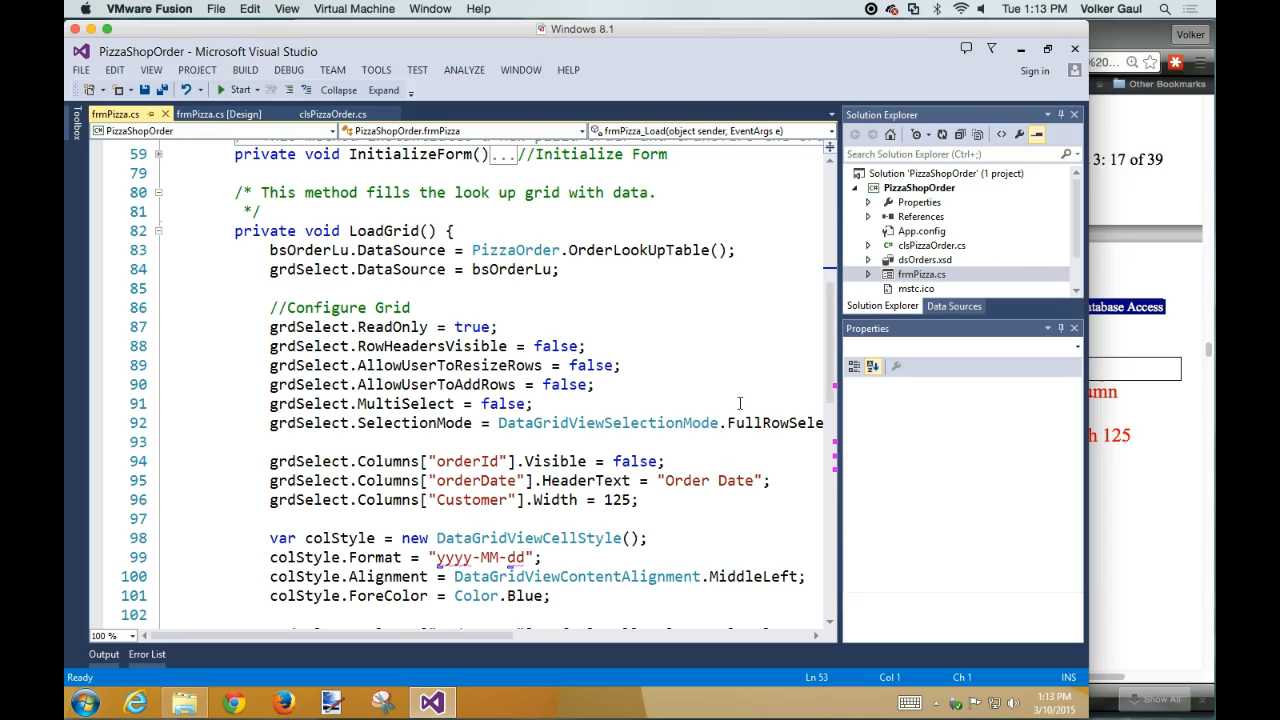 VMware Fusion File Edit View Virtual Machine Window Help Tue 1:13 PM Volker Gaul
Windows 8.1
Volker
PizzaShopOrder - Microsoft Visual Studio
FILE EDIT VIEW PROJECT BUILD DEBUG TEAM TOOLS TEST ANALYZE WINDOW HELP Sign in
%20...
Start Collapse Expand
Other Bookmarks
Toolbox
frmPizza.cs frmPizza.cs [Design] clsPizzaOrder.cs
PizzaShopOrder PizzaShopOrder.frmPizza frmPizza_Load(object sender, EventArgs e)
59 private void InitializeForm()...//Initialize Form
79
80 /* This method fills the look up grid with data.
81 */
82 private void LoadGrid() {
83 bsOrderLu.DataSource = PizzaOrder.OrderLookUpTable();
84 grdSelect.DataSource = bsOrderLu;
85
86 //Configure Grid
87 grdSelect.ReadOnly = true;
88 grdSelect.RowHeadersVisible = false;
89 grdSelect.AllowUserToResizeRows = false;
90 grdSelect.AllowUserToAddRows = false;
91 grdSelect.MultiSelect = false;
92 grdSelect.SelectionMode = DataGridViewSelectionMode.FullRowSele
93
94 grdSelect.Columns["orderId"].Visible = false;
95 grdSelect.Columns["orderDate"].HeaderText = "Order Date";
96 grdSelect.Columns["Customer"].Width = 125;
97
98 var colStyle = new DataGridViewCellStyle();
99 colStyle.Format = "yyyy-MM-dd";
100 colStyle.Alignment = DataGridViewContentAlignment.MiddleLeft;
101 colStyle.ForeColor = Color.Blue;
102
100 %
Output Error List
Ready Ln 53 Col 1 Ch 1 INS
Solution Explorer
Search Solution Explorer (Ctrl+;)
Solution 'PizzaShopOrder' (1 project)
PizzaShopOrder
Properties
References
App.config
clsPizzaOrder.cs
dsOrders.xsd
frmPizza.cs
mstc.ico
Solution Explorer Data Sources
Properties
3: 17 of 39
atabase Access
umn
h 125
Show All
1:13 PM
3/10/2015